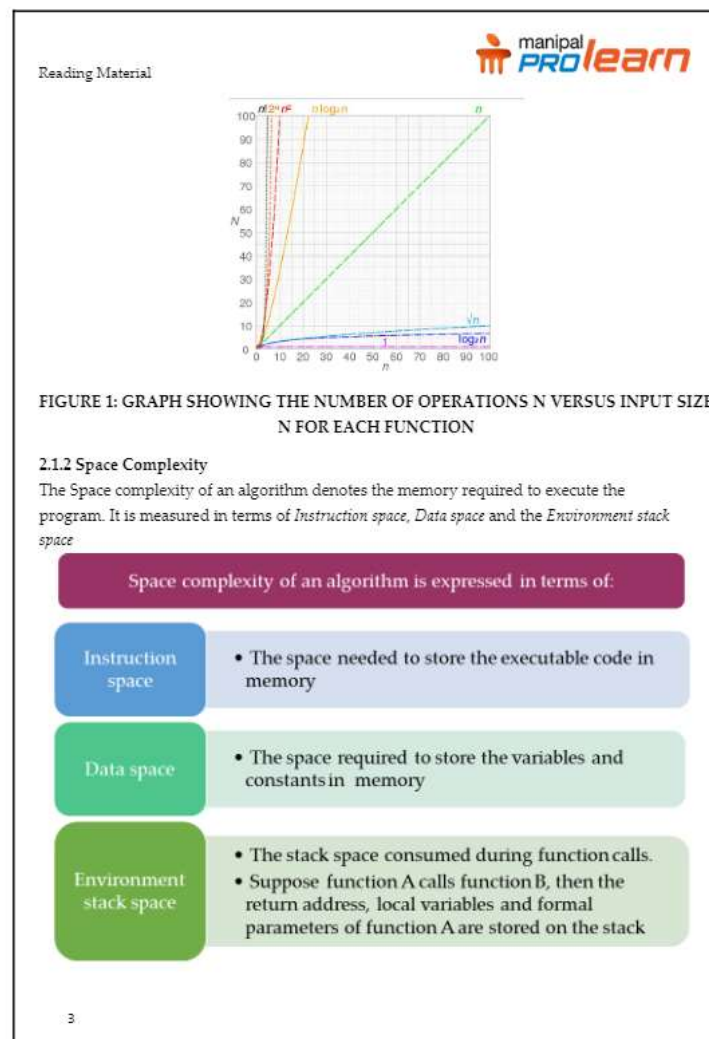 manipal
PROlearn
Reading Material
n! 2ⁿ n² n log₂n n
100
90
80
70
60
N
50
40
30
20
10
0
√n
log₂n
1
0 10 20 30 40 50 60 70 80 90 100
n
FIGURE 1: GRAPH SHOWING THE NUMBER OF OPERATIONS N VERSUS INPUT SIZE
N FOR EACH FUNCTION
2.1.2 Space Complexity
The Space complexity of an algorithm denotes the memory required to execute the
program. It is measured in terms of Instruction space, Data space and the Environment stack
space
Space complexity of an algorithm is expressed in terms of:
Instruction
space
• The space needed to store the executable code in
memory
Data space
• The space required to store the variables and
constants in memory
Environment
stack space
• The stack space consumed during function calls.
• Suppose function A calls function B, then the
return address, local variables and formal
parameters of function A are stored on the stack
3